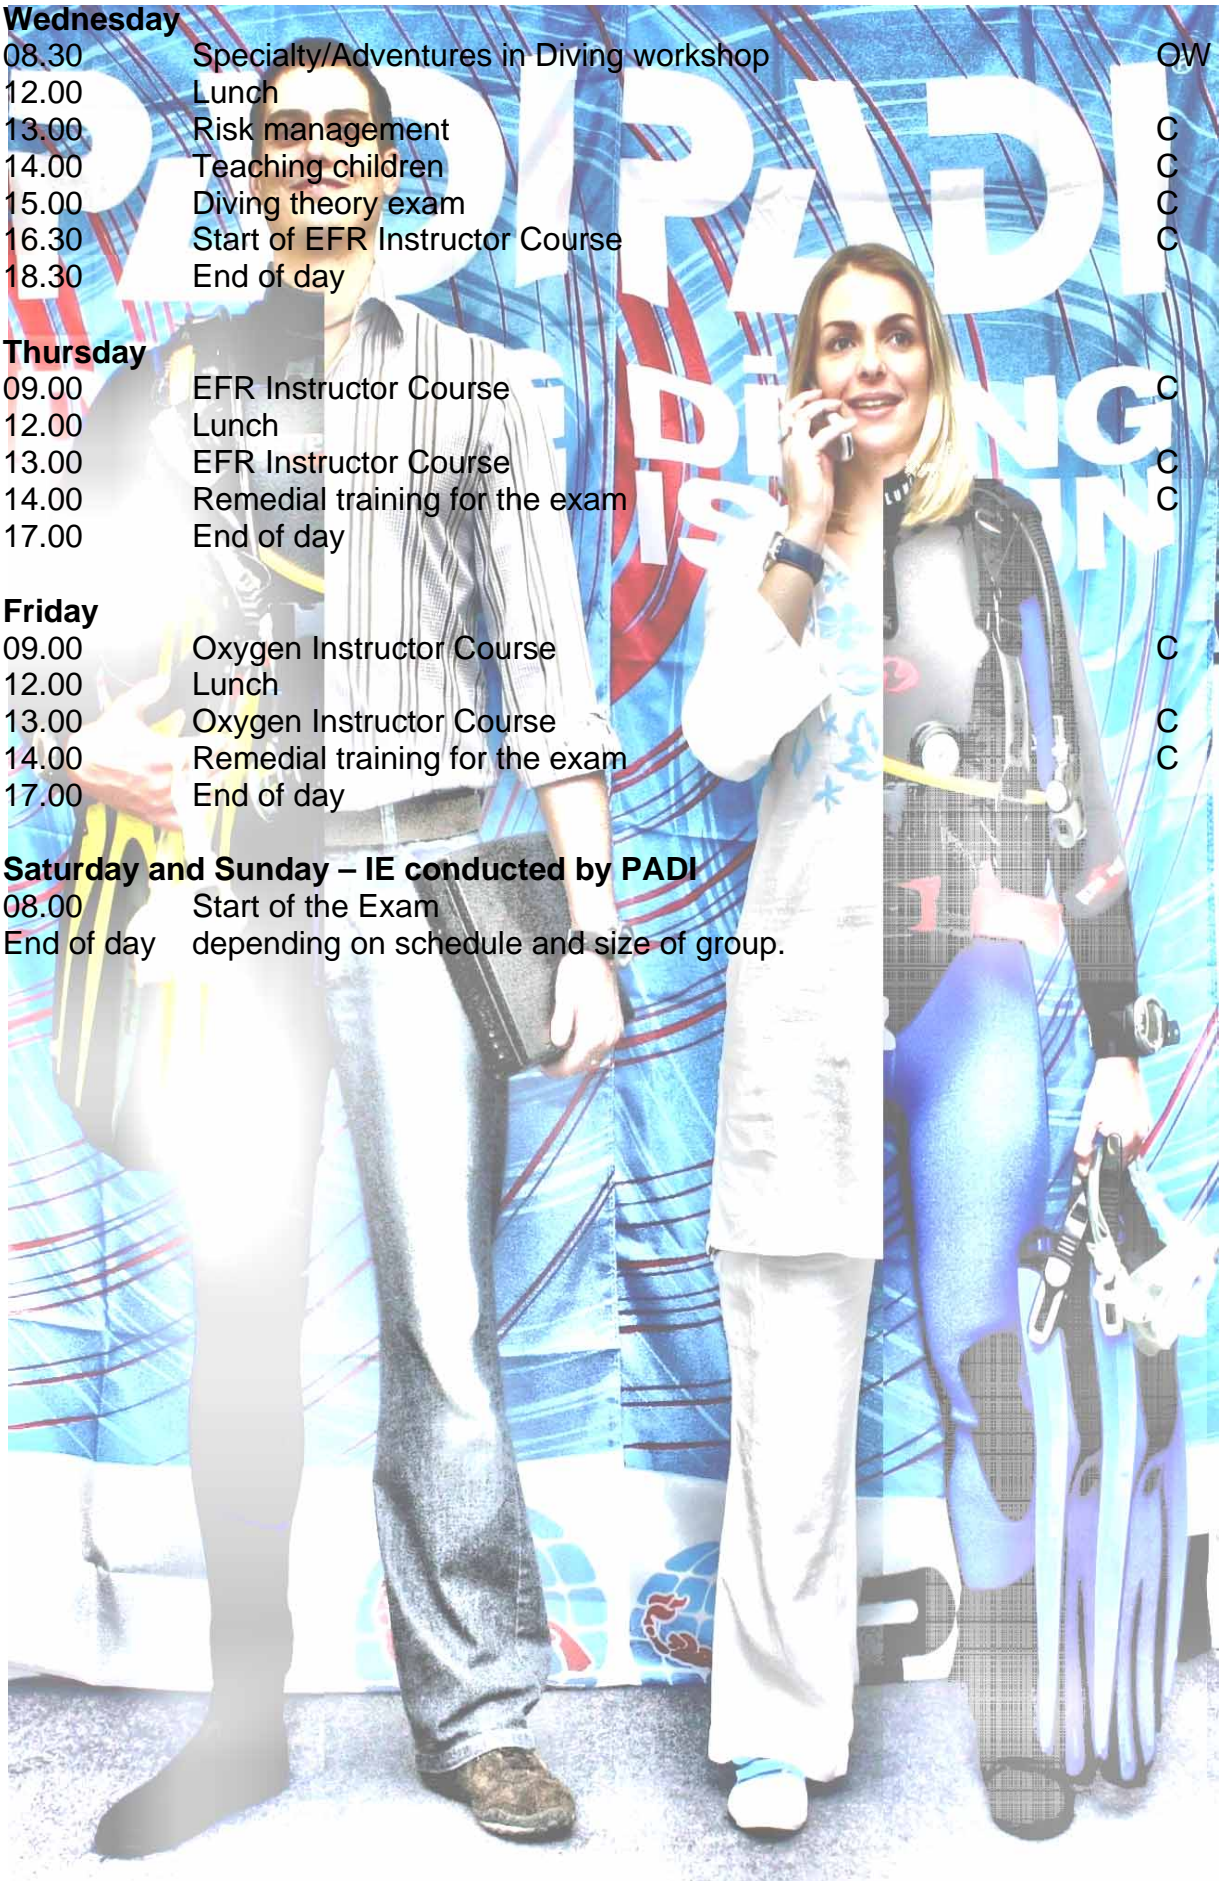 Wednesday
08.30 Specialty/Adventures in Diving workshop OW
12.00 Lunch
13.00 Risk management C
14.00 Teaching children C
15.00 Diving theory exam C
16.30 Start of EFR Instructor Course C
18.30 End of day
Thursday
09.00 EFR Instructor Course C
12.00 Lunch
13.00 EFR Instructor Course C
14.00 Remedial training for the exam C
17.00 End of day
Friday
09.00 Oxygen Instructor Course C
12.00 Lunch
13.00 Oxygen Instructor Course C
14.00 Remedial training for the exam C
17.00 End of day
Saturday and Sunday – IE conducted by PADI
08.00 Start of the Exam
End of day depending on schedule and size of group.
PADI PADI®